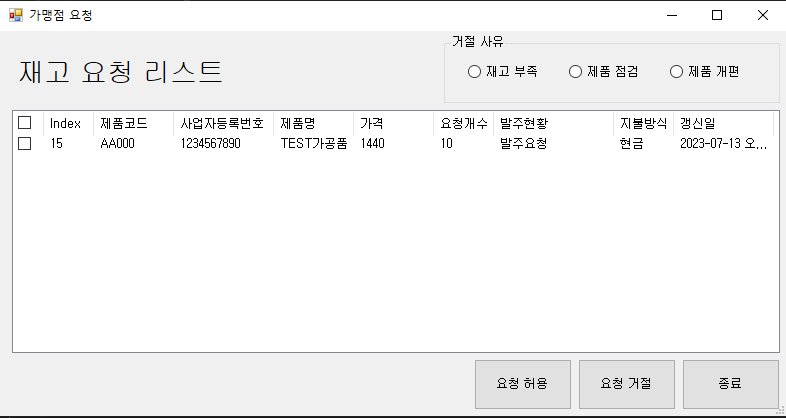 가맹점 요청
거절 사유
재고 요청 리스트
재고 부족 제품 점검 제품 개편
Index 제품코드 사업자등록번호 제품명 가격 요청개수 발주현황 지불방식 갱신일
15 AA000 1234567890 TEST가공품 1440 10 발주요청 현금 2023-07-13 오...
요청 허용 요청 거절 종료